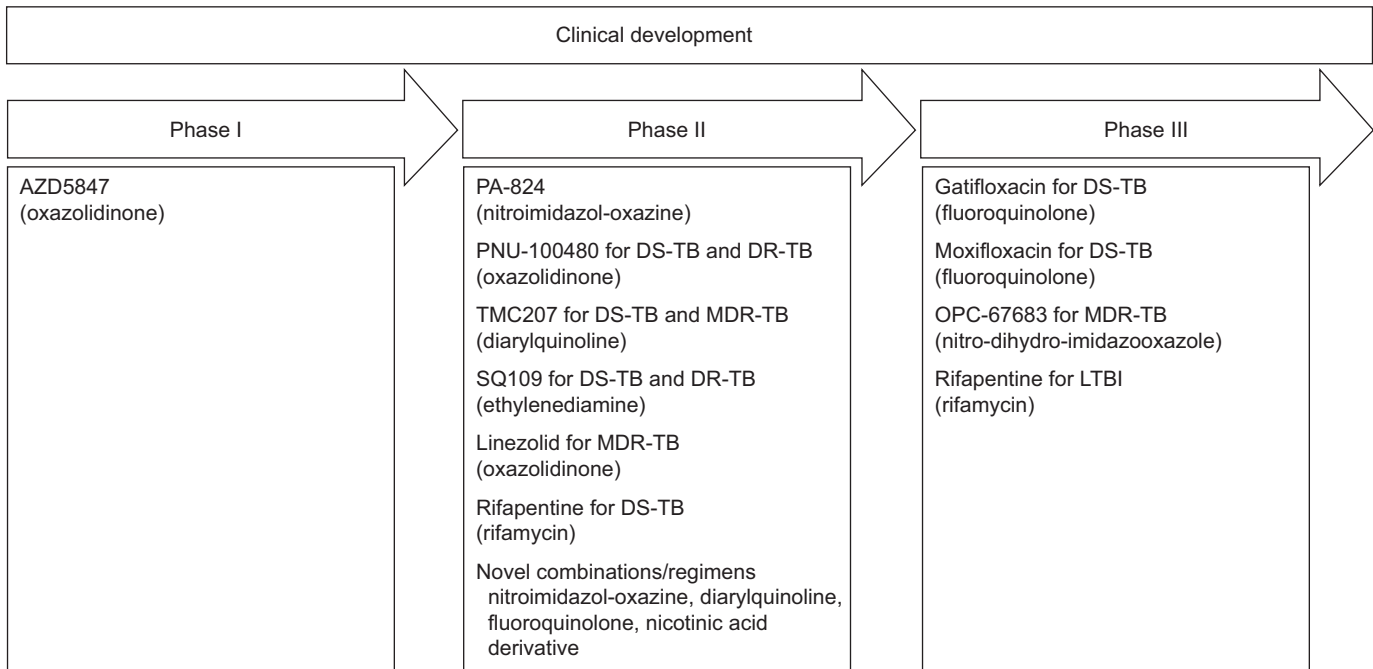 Clinical development
Phase I
Phase II
Phase III
AZD5847
(oxazolidinone)
PA-824
(nitroimidazol-oxazine)
PNU-100480 for DS-TB and DR-TB
(oxazolidinone)
TMC207 for DS-TB and MDR-TB
(diarylquinoline)
SQ109 for DS-TB and DR-TB
(ethylenediamine)
Linezolid for MDR-TB
(oxazolidinone)
Rifapentine for DS-TB
(rifamycin)
Novel combinations/regimens
nitroimidazol-oxazine, diarylquinoline,
fluoroquinolone, nicotinic acid
derivative
Gatifloxacin for DS-TB
(fluoroquinolone)
Moxifloxacin for DS-TB
(fluoroquinolone)
OPC-67683 for MDR-TB
(nitro-dihydro-imidazooxazole)
Rifapentine for LTBI
(rifamycin)